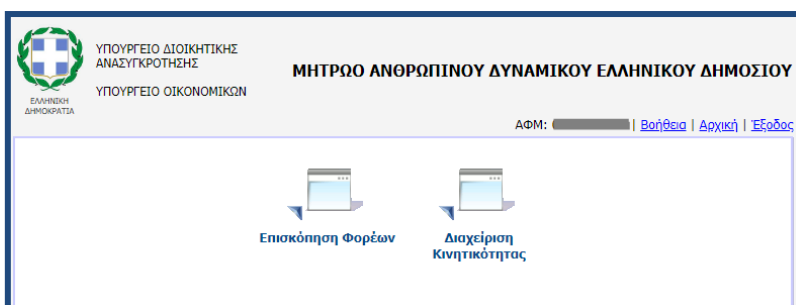 ΥΠΟΥΡΓΕΙΟ ΔΙΟΙΚΗΤΙΚΗΣ
ΑΝΑΣΥΓΚΡΟΤΗΣΗΣ
ΥΠΟΥΡΓΕΙΟ ΟΙΚΟΝΟΜΙΚΩΝ
ΕΛΛΗΝΙΚΗ
ΔΗΜΟΚΡΑΤΙΑ
ΜΗΤΡΩΟ ΑΝΘΡΩΠΙΝΟΥ ΔΥΝΑΜΙΚΟΥ ΕΛΛΗΝΙΚΟΥ ΔΗΜΟΣΙΟΥ
ΑΦΜ: | Βοήθεια | Αρχική | Έξοδος
Επισκόπηση Φορέων
Διαχείριση
Κινητικότητας